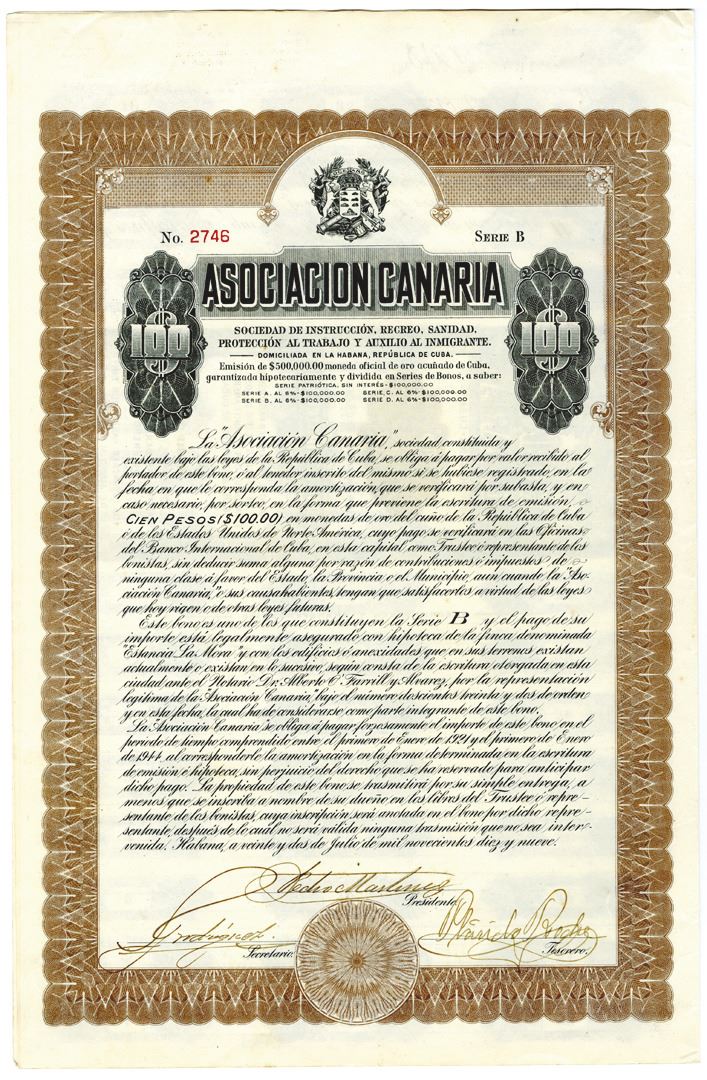 No. 2746
SERIE B
ASOCIACION CANARIA
100
100
SOCIEDAD DE INSTRUCCIÓN, RECREO, SANIDAD.
PROTECCIÓN AL TRABAJO Y AUXILIO AL INMIGRANTE.
DOMICILIADA EN LA HABANA, REPÚBLICA DE CUBA.
Emisión de $500,000.00 moneda oficial de oro acuñado de Cuba,
garantizada hipotecariamente y dividida en Series de Bonos, a saber:
SERIE PATRIÓTICA, SIN INTERÉS-$100,000.00
SERIE A. AL 6%-$100,000.00 SERIE, C. AL 6%-$100,000.00
SERIE B. AL 6%-$100,000.00 SERIE D. AL 6%-$100,000.00
La "Asociación Canaria," sociedad constituida y
existente bajo las leyes de la República de Cuba, se obliga á pagar por valor recibido al
portador de este bono, ó al tenedor inscrito del mismo si se hubiese registrado, en la
fecha en que le corresponda la amortización, que se verificará por subasta, y en
caso necesario, por sorteo, en la forma que previene la escritura de emisión,
CIEN PESOS ($100.00) en monedas de oro del cuño de la República de Cuba
ó de los Estados Unidos de Norte América, cuyo pago se verificará en las Oficinas
del Banco Internacional de Cuba, en esta capital como Trustee ó representante de los
bonistas, sin deducir suma alguna por razón de contribuciones ó impuestos de
ninguna clase á favor del Estado, la Provincia o el Municipio, aun cuando la "Aso-
ciación Canaria," ó sus causahabientes, tengan que satisfacerlos a virtud de las leyes
que hoy rigen o de otras leyes futuras.
Este bono es uno de los que constituyen la Serie B y el pago de su
importe está legalmente asegurado con hipoteca de la finca denominada
"Estancia La Mora" y con los edificios ó anexidades que en sus terrenos existan
actualmente o existan en lo sucesivo, según consta de la escritura otorgada en esta
ciudad ante el Notario Dr. Alberto O'Farrill y Alvarez, por la representación
legítima de la "Asociación Canaria," bajo el número doscientos treinta y dos de orden
y en esta fecha, la cual ha de considerarse como parte integrante de este bono.
La "Asociación Canaria" se obliga á pagar forzosamente el importe de este bono en el
período de tiempo comprendido entre el primero de Enero de 1921 y el primero de Enero
de 1944 al corresponderle la amortización en la forma determinada en la escritura
de emisión é hipoteca, sin perjuicio del derecho que se ha reservado para anticipar
dicho pago. La propiedad de este bono se trasmitirá por su simple entrega, a
menos que se inscriba a nombre de su dueño en los libros del Trustee ó repre-
sentante de los bonistas, cuya inscripción será anotada en el bono por dicho repre-
sentante, después de lo cual no será válida ninguna trasmisión que no sea inter-
venida. Habana, a veinte y dos de Julio de mil novecientos diez y nueve.
Pedro Martinez
Presidente
Rodriguez
Secretario.
Tesorero.